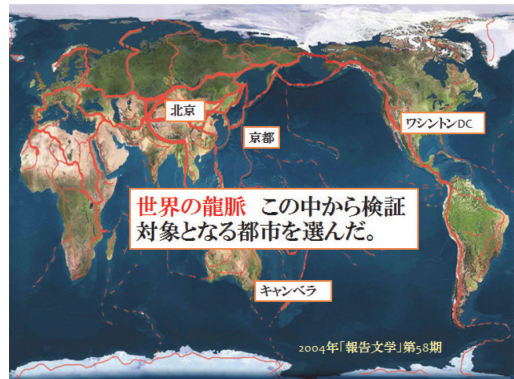 北京
京都
ワシントンDC
世界の龍脈 この中から検証
対象となる都市を選んだ。
キャンベラ
2004年「報告文学」第58期